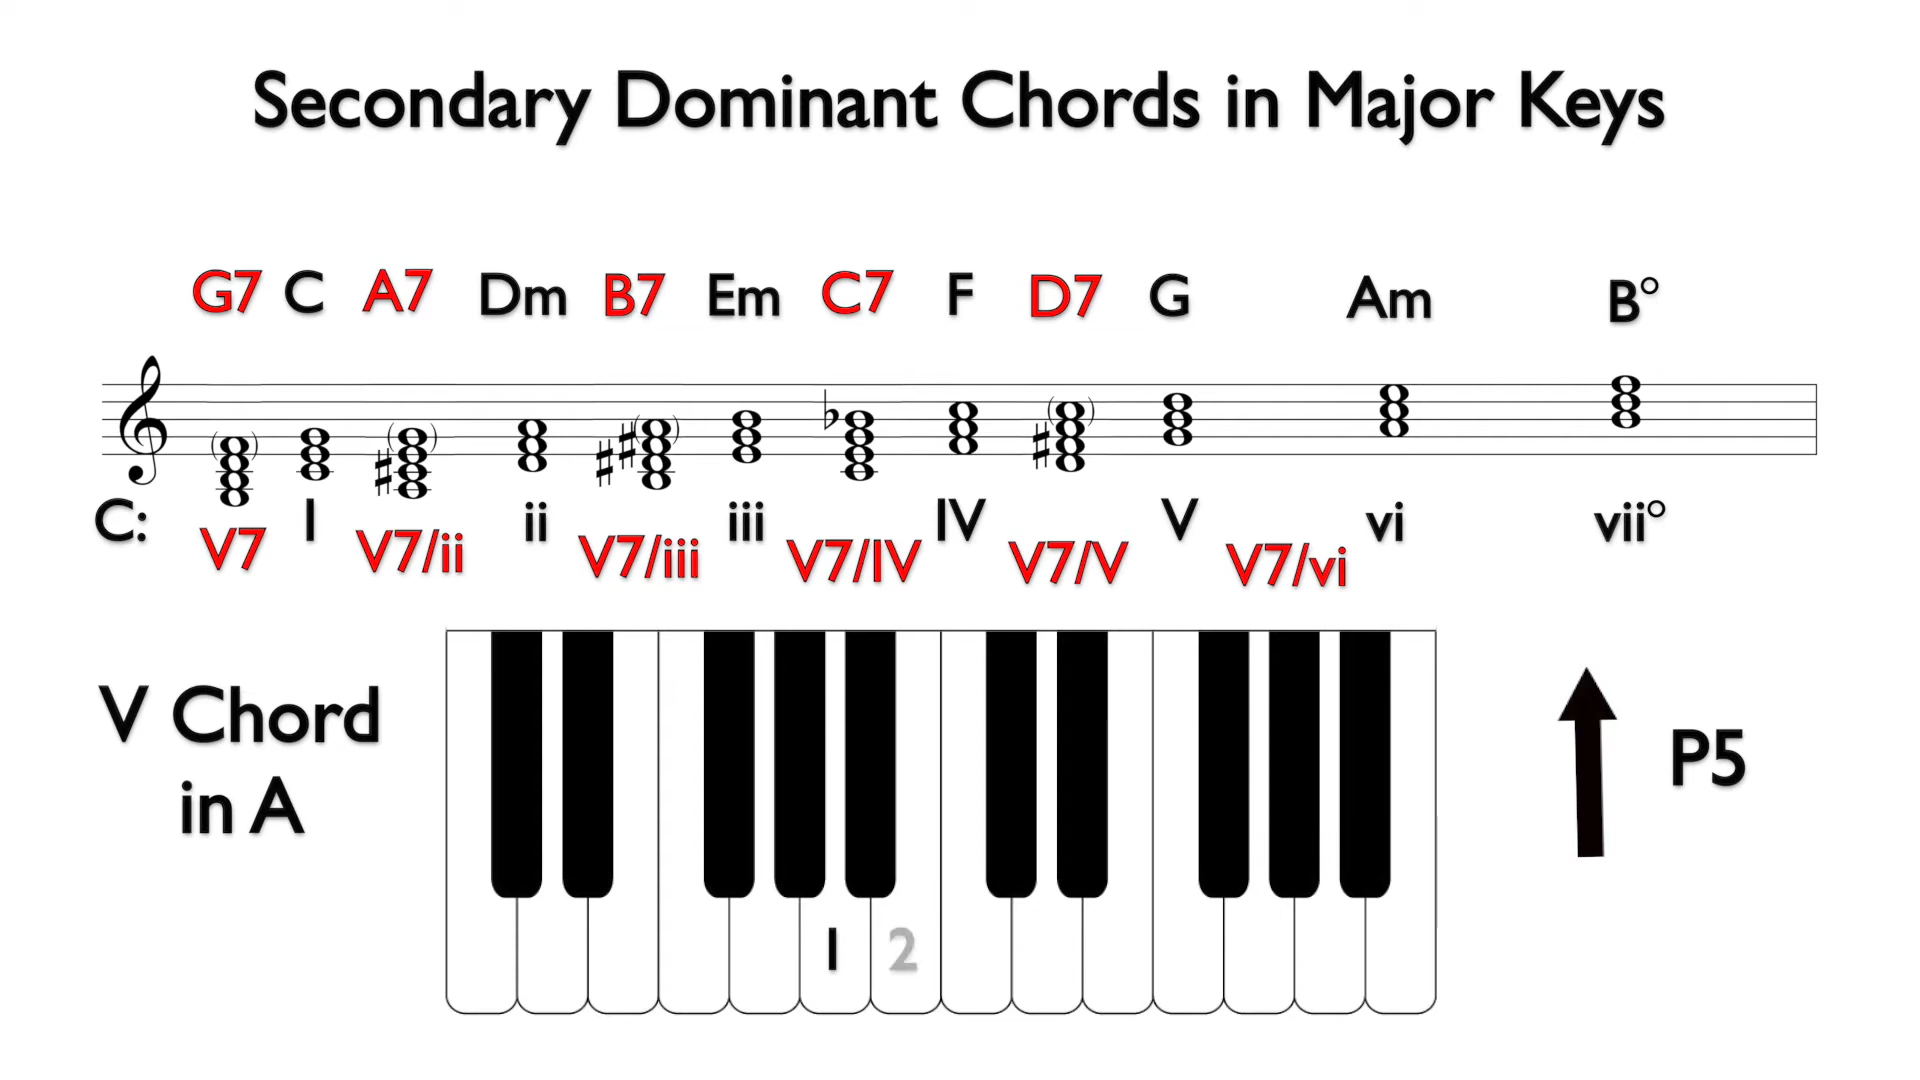 Secondary Dominant Chords in Major Keys
G7 C A7 Dm B7 Em C7 F D7 G Am B°
C: V7 I V7/ii ii V7/iii iii V7/IV IV V7/V V V7/vi vi vii°
V Chord
in A
1 2
P5